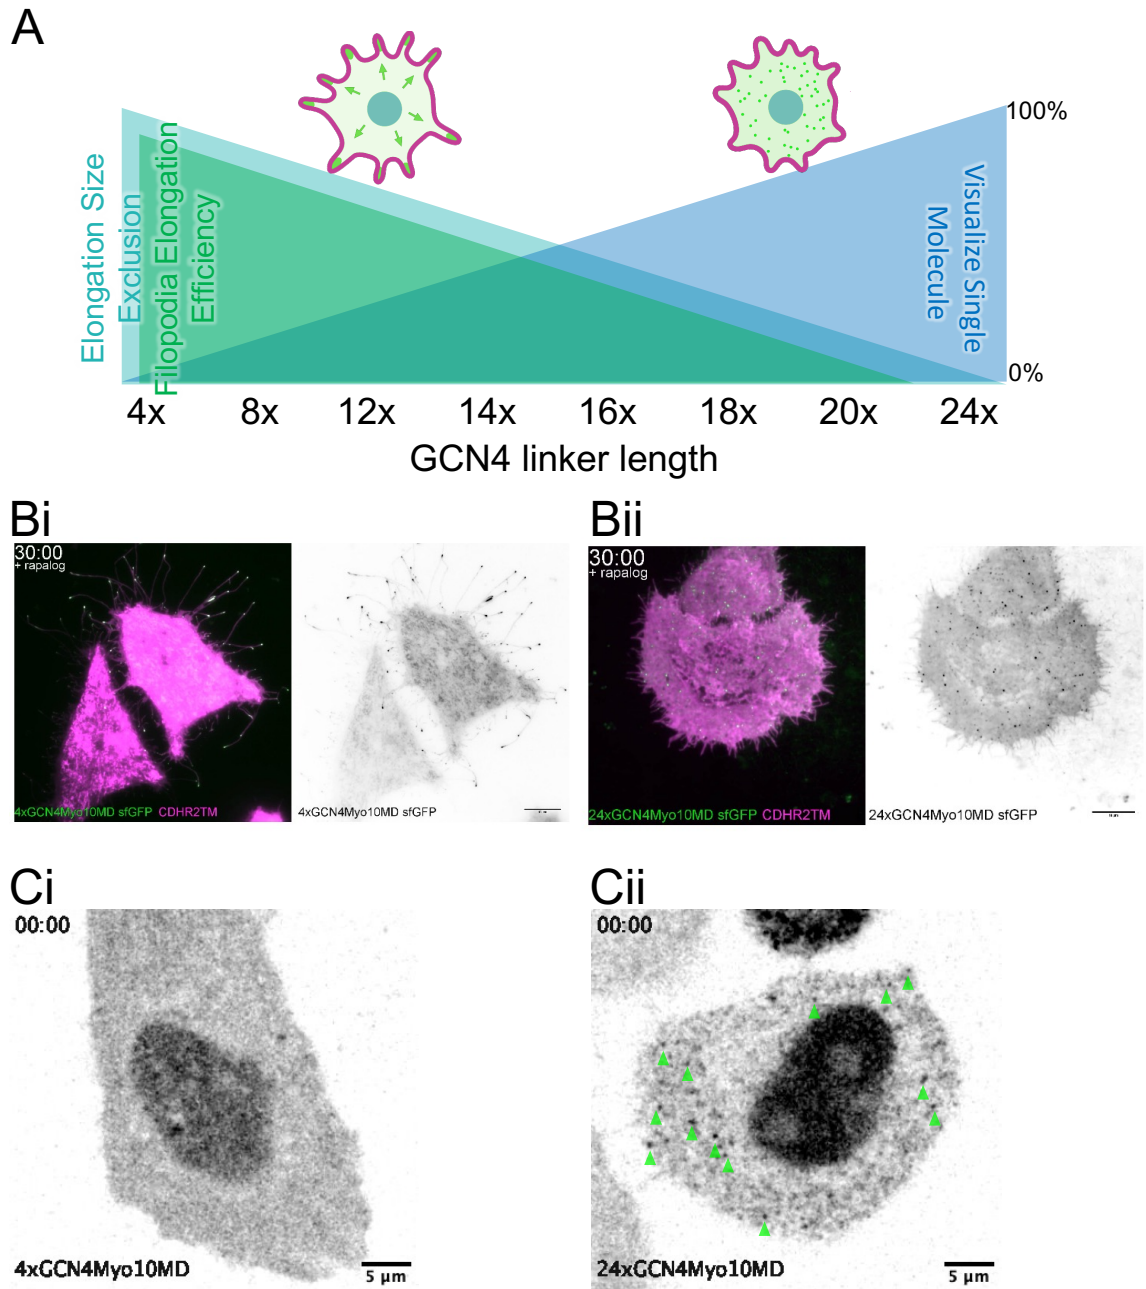 A
100%
Elongation Size
Exclusion
Filopodia Elongation
Efficiency
Visualize Single
Molecule
0%
4x 8x 12x 14x 16x 18x 20x 24x
GCN4 linker length
Bi
30:00
+ rapalog
4xGCN4Myo10MD sfGFP CDHR2TM
4xGCN4Myo10MD sfGFP
Bii
30:00
+ rapalog
24xGCN4Myo10MD sfGFP CDHR2TM
24xGCN4Myo10MD sfGFP
Ci
00:00
4xGCN4Myo10MD
5 µm
Cii
00:00
24xGCN4Myo10MD
5 µm